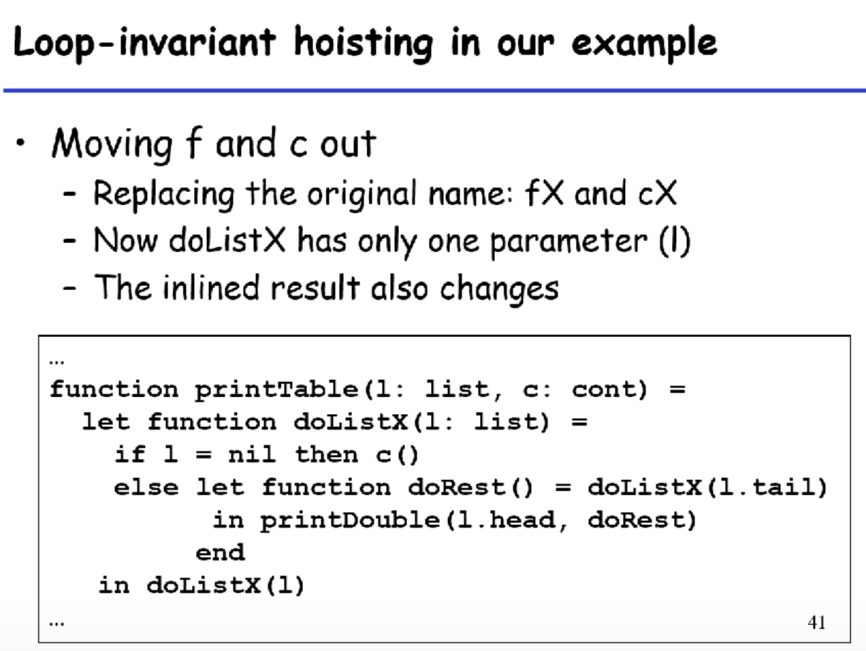 Loop-invariant hoisting in our example
• Moving f and c out
– Replacing the original name: fX and cX
– Now doListX has only one parameter (l)
– The inlined result also changes
...
function printTable(l: list, c: cont) =
let function doListX(l: list) =
if l = nil then c()
else let function doRest() = doListX(l.tail)
in printDouble(l.head, doRest)
end
in doListX(l)
...
41